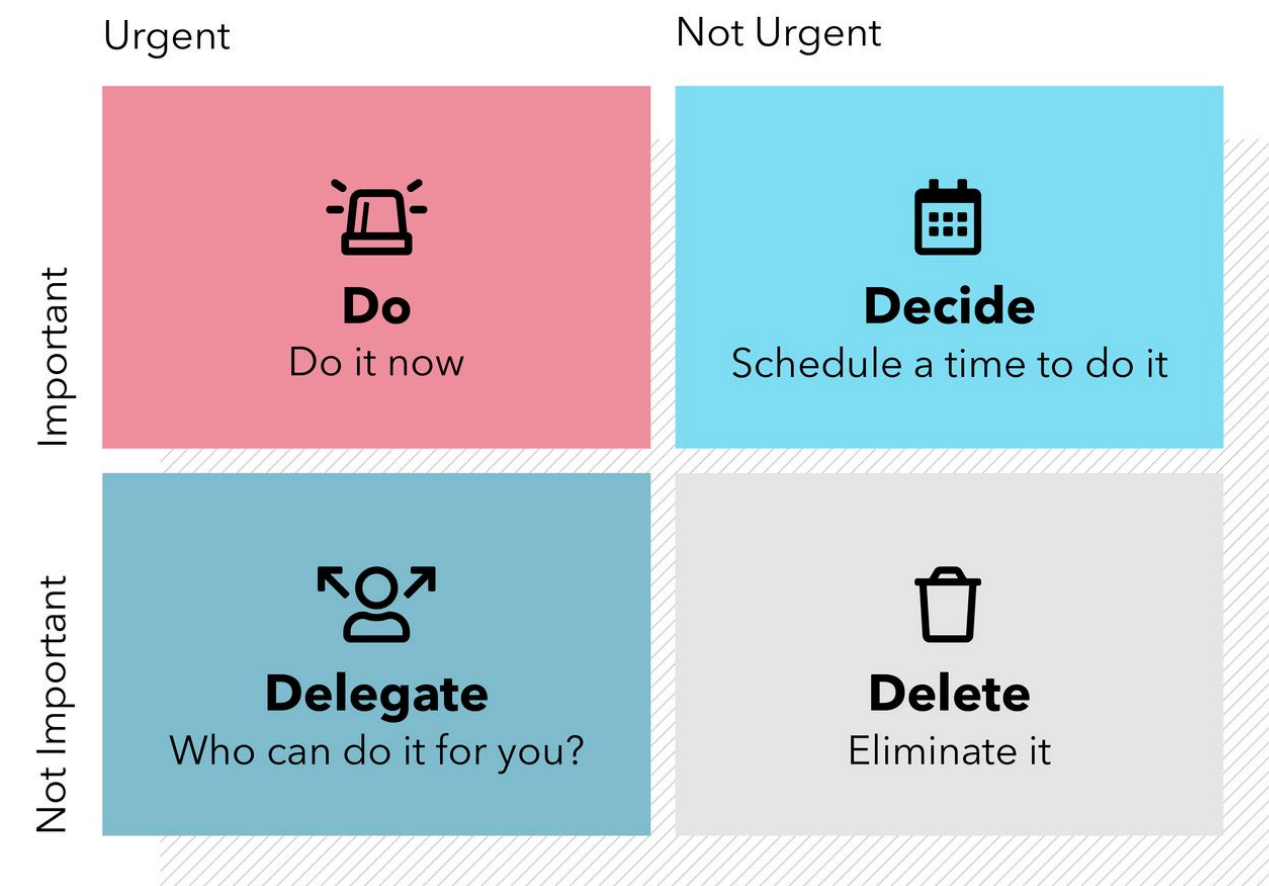 Urgent
Not Urgent
Important
Do
Do it now
Decide
Schedule a time to do it
Not Important
Delegate
Who can do it for you?
Delete
Eliminate it